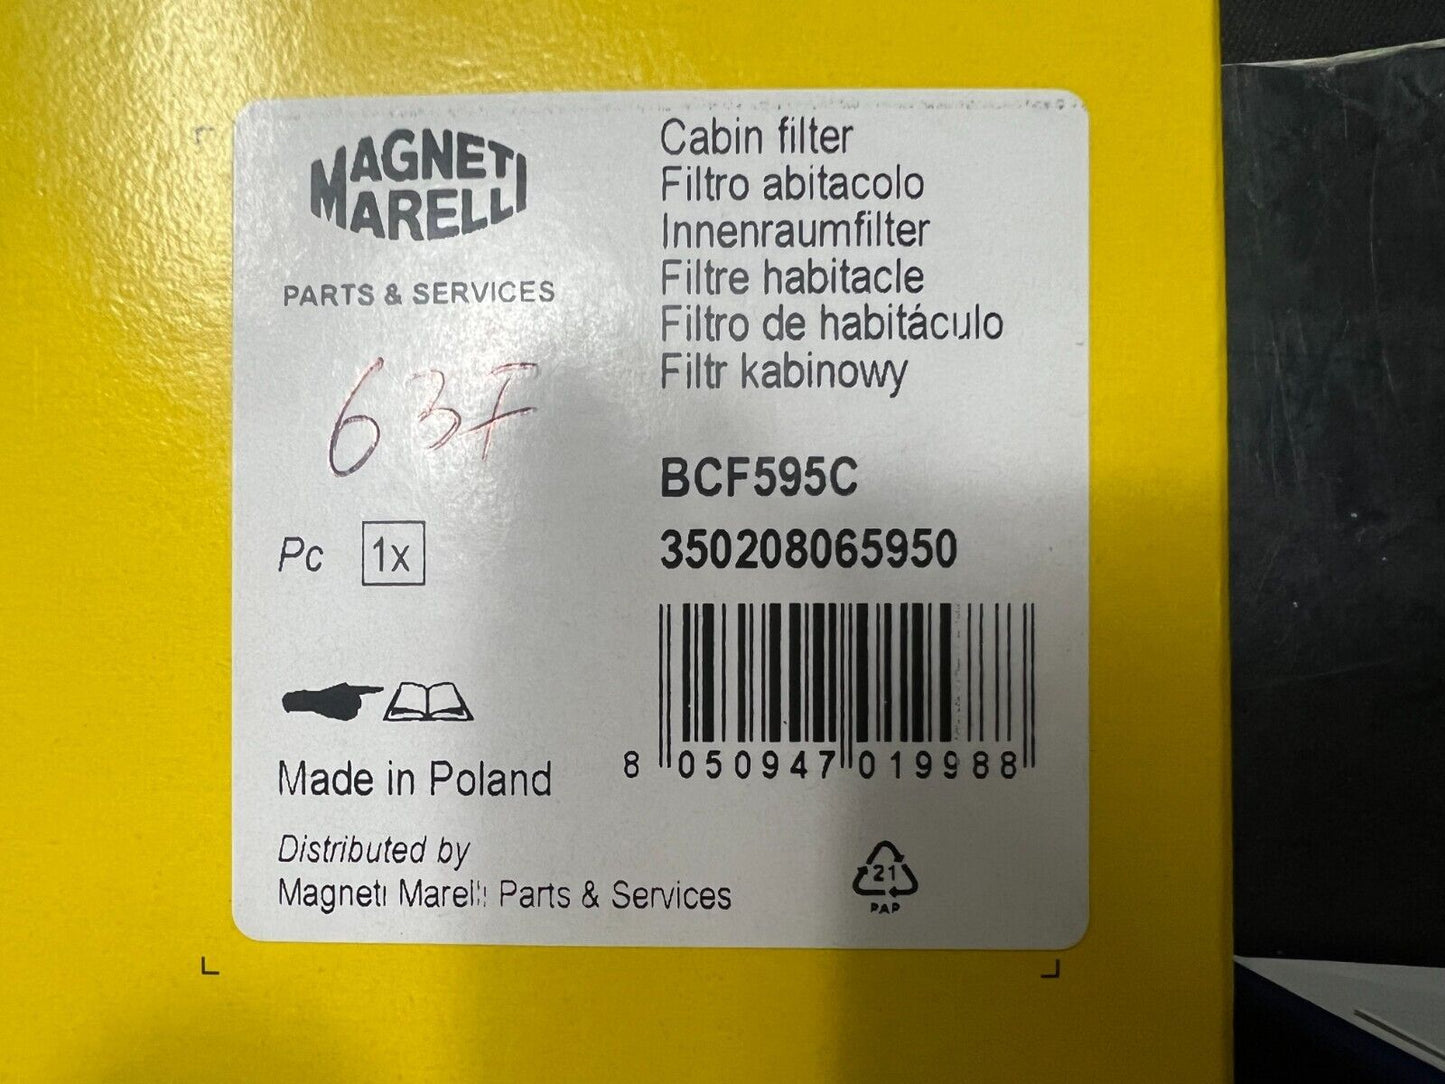 MAGNETI
MARELLI
PARTS & SERVICES
63F
Pc 1x
Made in Poland
Distributed by
Magneti Marelli Parts & Services
Cabin filter
Filtro abitacolo
Innenraumfilter
Filtre habitacle
Filtro de habitáculo
Filtr kabinowy
BCF595C
350208065950
8 050947 019988
21
PAP